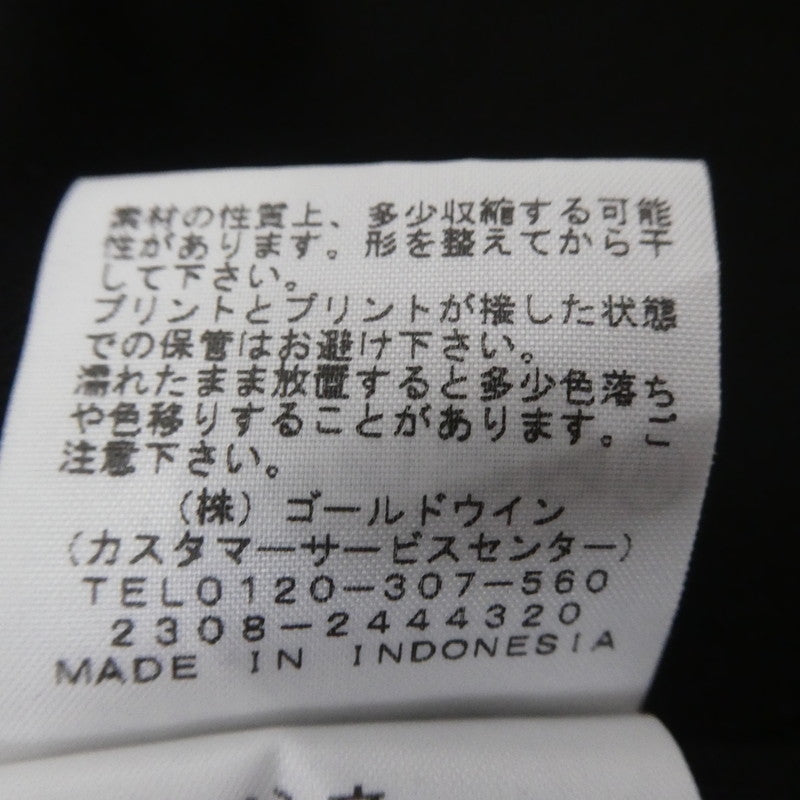 素材の性質上、多少収縮する可能
性があります。形を整えてから干
して下さい。
プリントとプリントが接した状態
での保管はお避け下さい。
濡れたまま放置すると多少色落ち
や色移りすることがあります。ご
注意下さい。
(株) ゴールドウイン
(カスタマーサービスセンター)
TEL0120-307-560
2308-2444320
MADE IN INDONESIA